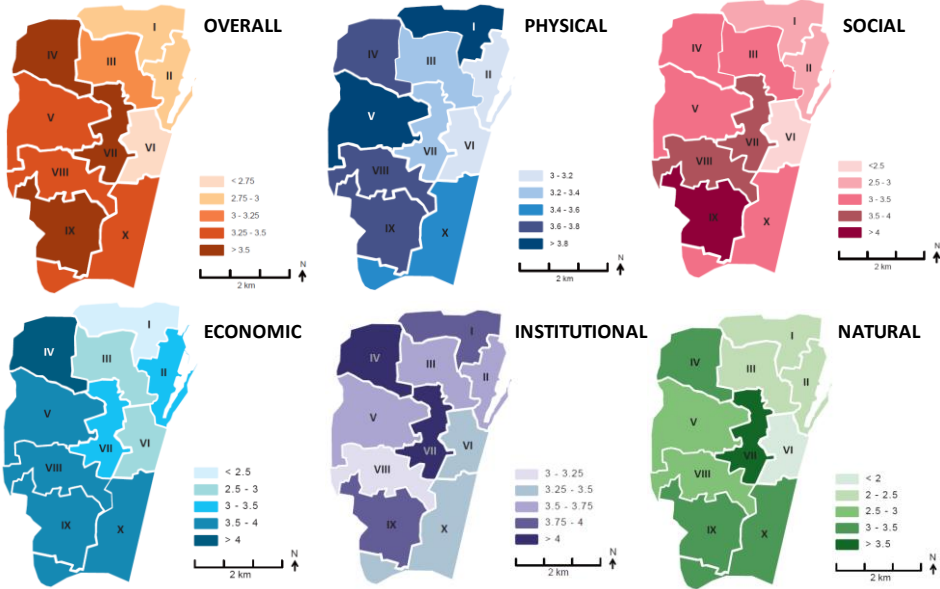 OVERALL
I
II
III
IV
V
VI
VII
VIII
IX
X
< 2.75
2.75 - 3
3 - 3.25
3.25 - 3.5
> 3.5
N
2 km
PHYSICAL
I
II
III
IV
V
VI
VII
VIII
IX
X
3 - 3.2
3.2 - 3.4
3.4 - 3.6
3.6 - 3.8
> 3.8
N
2 km
SOCIAL
I
II
III
IV
V
VI
VII
VIII
IX
X
<2.5
2.5 - 3
3 - 3.5
3.5 - 4
> 4
N
2 km
ECONOMIC
I
II
III
IV
V
VI
VII
VIII
IX
X
< 2.5
2.5 - 3
3 - 3.5
3.5 - 4
> 4
N
2 km
INSTITUTIONAL
I
II
III
IV
V
VI
VII
VIII
IX
X
3 - 3.25
3.25 - 3.5
3.5 - 3.75
3.75 - 4
> 4
N
2 km
NATURAL
I
II
III
IV
V
VI
VII
VIII
IX
X
< 2
2 - 2.5
2.5 - 3
3 - 3.5
> 3.5
N
2 km